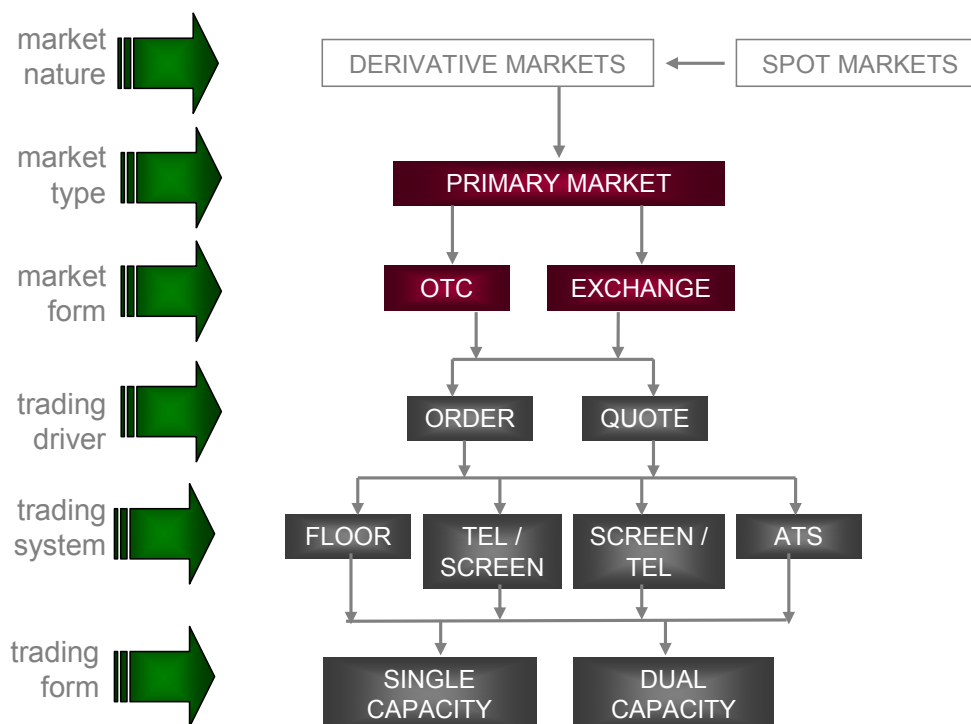 market
nature
DERIVATIVE MARKETS
SPOT MARKETS
market
type
PRIMARY MARKET
market
form
OTC
EXCHANGE
trading
driver
ORDER
QUOTE
trading
system
FLOOR
TEL /
SCREEN
SCREEN /
TEL
ATS
trading
form
SINGLE
CAPACITY
DUAL
CAPACITY